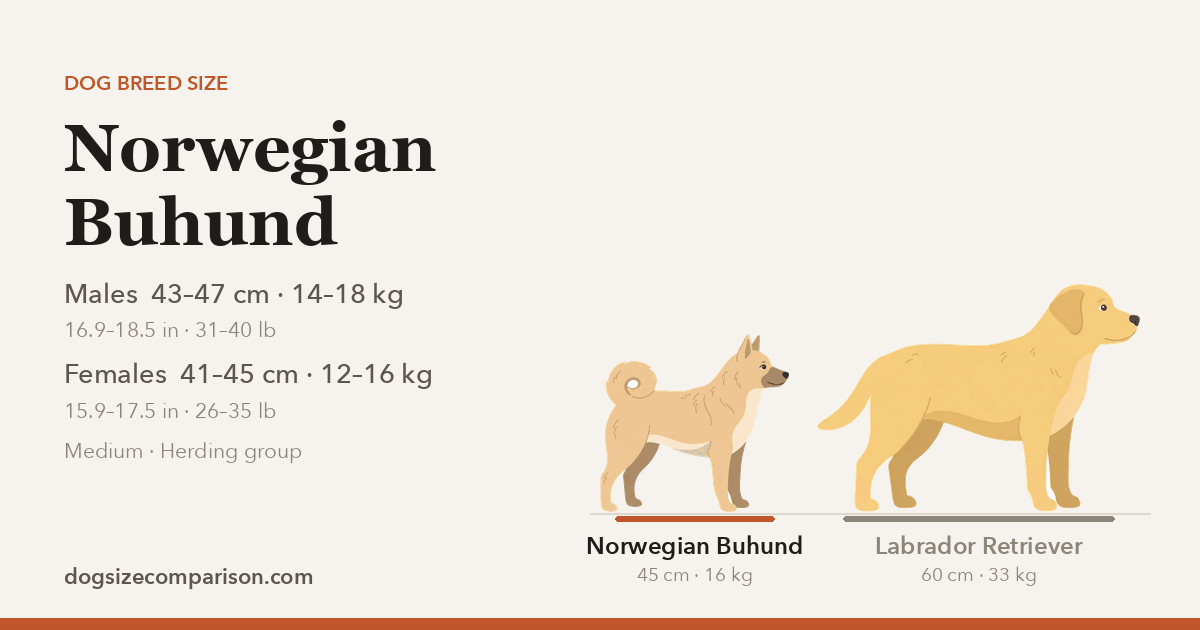 DOG BREED SIZE
Norwegian
Buhund
Males 43–47 cm · 14–18 kg
16.9–18.5 in · 31–40 lb
Females 41–45 cm · 12–16 kg
15.9–17.5 in · 26–35 lb
Medium · Herding group
dogsizecomparison.com
Norwegian Buhund
45 cm · 16 kg
Labrador Retriever
60 cm · 33 kg